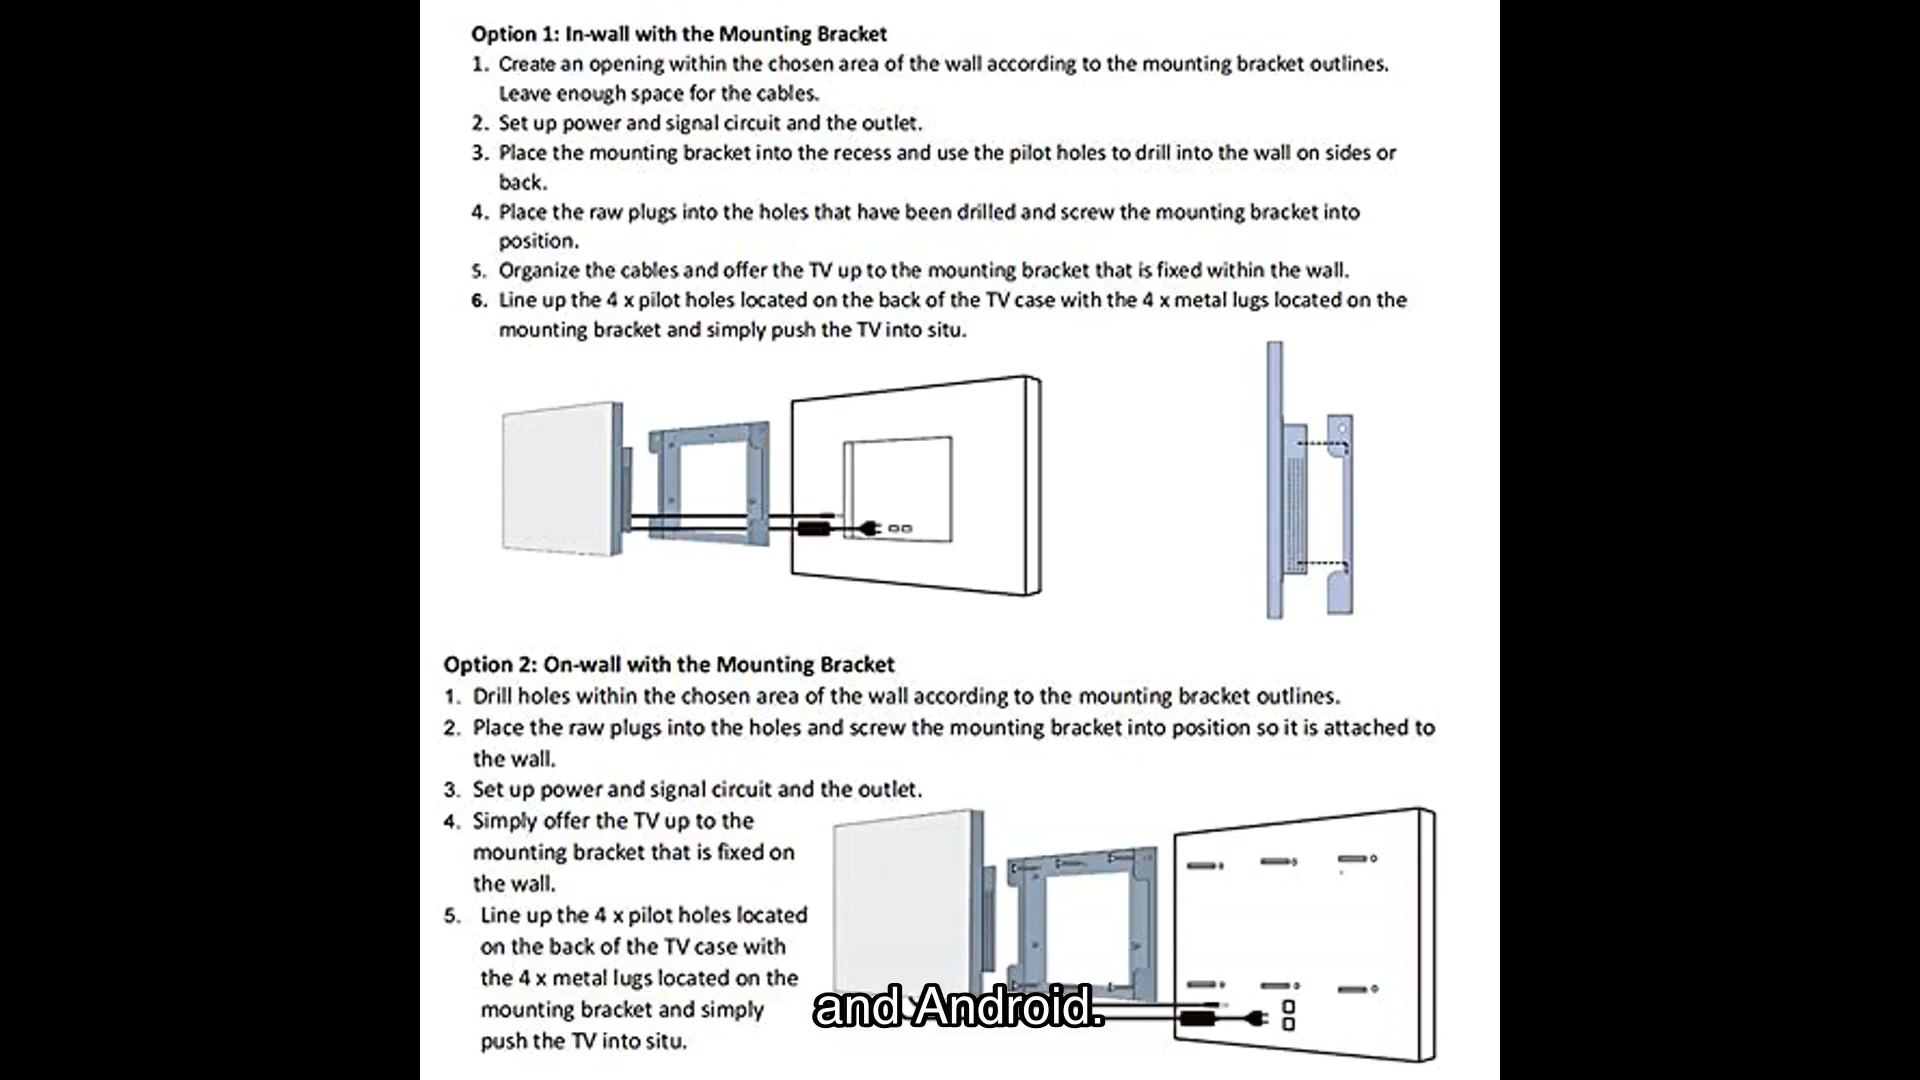 Option 1: In-wall with the Mounting Bracket
1. Create an opening within the chosen area of the wall according to the mounting bracket outlines.
Leave enough space for the cables.
2. Set up power and signal circuit and the outlet.
3. Place the mounting bracket into the recess and use the pilot holes to drill into the wall on sides or
back.
4. Place the raw plugs into the holes that have been drilled and screw the mounting bracket into
position.
5. Organize the cables and offer the TV up to the mounting bracket that is fixed within the wall.
6. Line up the 4 x pilot holes located on the back of the TV case with the 4 x metal lugs located on the
mounting bracket and simply push the TV into situ.
Option 2: On-wall with the Mounting Bracket
1. Drill holes within the chosen area of the wall according to the mounting bracket outlines.
2. Place the raw plugs into the holes and screw the mounting bracket into position so it is attached to
the wall.
3. Set up power and signal circuit and the outlet.
4. Simply offer the TV up to the
mounting bracket that is fixed on
the wall.
5. Line up the 4 x pilot holes located
on the back of the TV case with
the 4 x metal lugs located on the
mounting bracket and simply
push the TV into situ.
and Android.